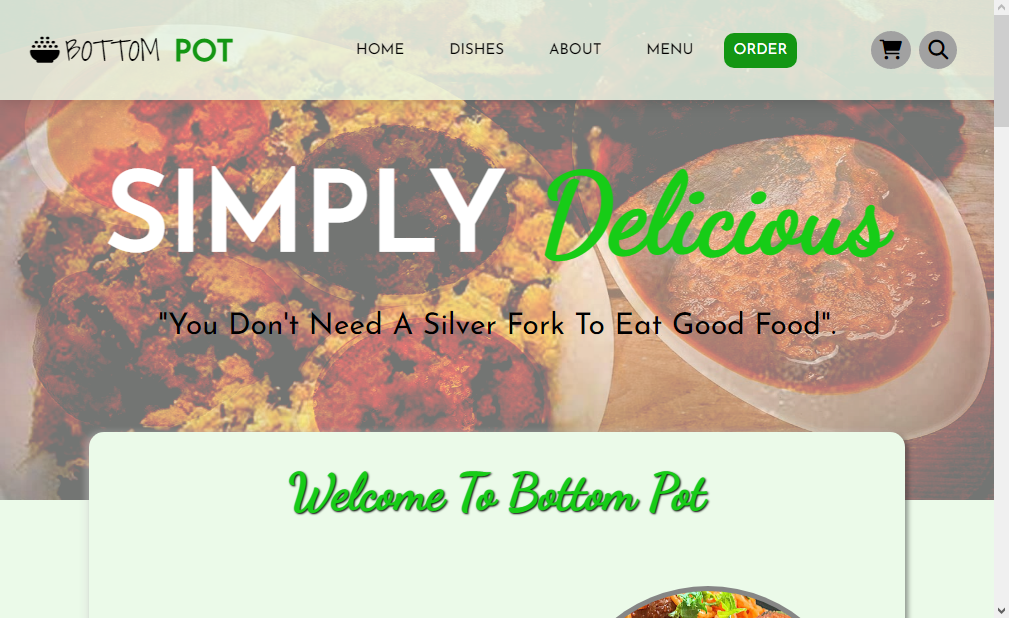 BOTTOM POT
HOME DISHES ABOUT MENU ORDER
SIMPLY Delicious
"You Don't Need A Silver Fork To Eat Good Food".
Welcome To Bottom Pot